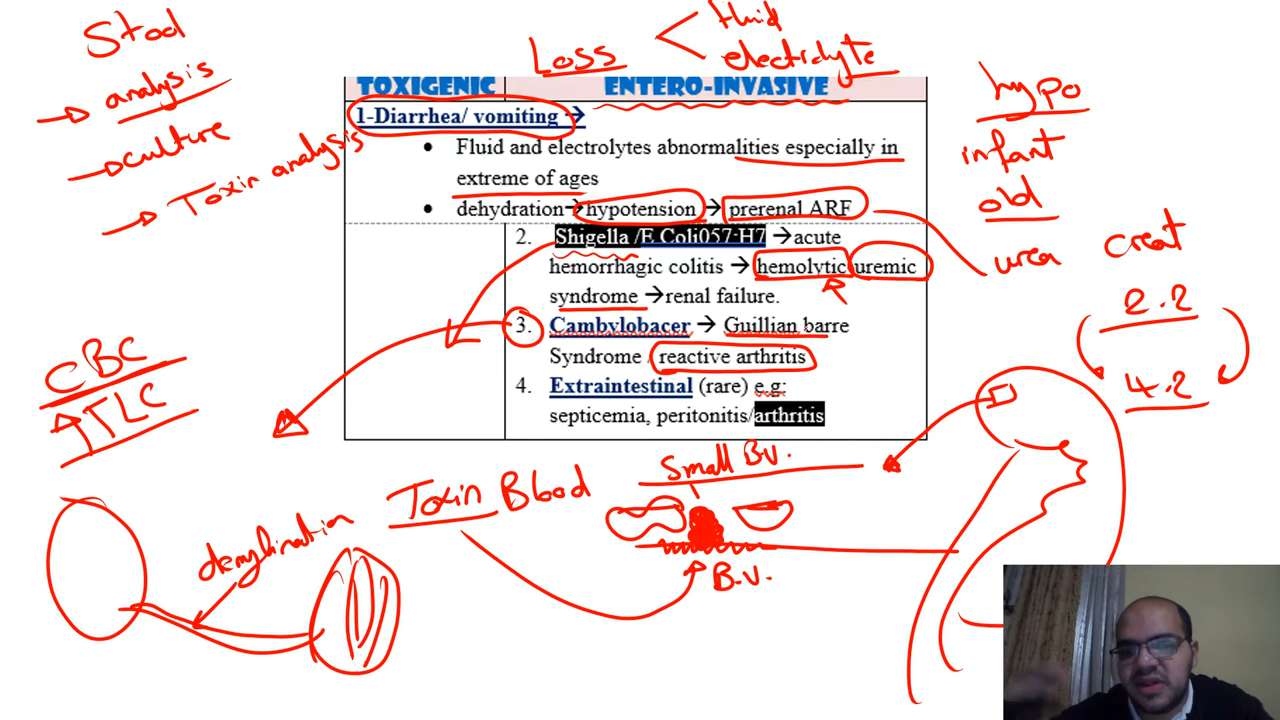 Stool
analysis
culture
Toxin analysis
Loss
fluid
electrolyte
TOXIGENIC ENTERO-INVASIVE
1-Diarrhea/ vomiting →
• Fluid and electrolytes abnormalities especially in
extreme of ages
• dehydration→hypotension → prerenal ARF
2. Shigella /E Coli057:H7 →acute
hemorrhagic colitis → hemolytic uremic
syndrome →renal failure.
3. Cambylobacer → Guillian barre
Syndrome / reactive arthritis
4. Extraintestinal (rare) e.g:
septicemia, peritonitis/arthritis
hypo
infant
old
urea creat
2.2
4.2
CBC
↑TLC
demylination
Toxin Blood
Small B.V.
B.V.